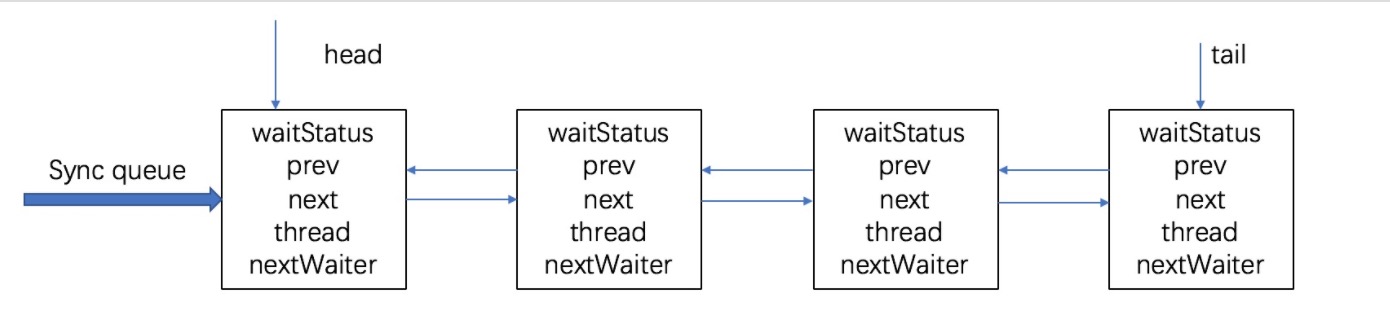 head
tail
Sync queue
waitStatus
prev
next
thread
nextWaiter
waitStatus
prev
next
thread
nextWaiter
waitStatus
prev
next
thread
nextWaiter
waitStatus
prev
next
thread
nextWaiter